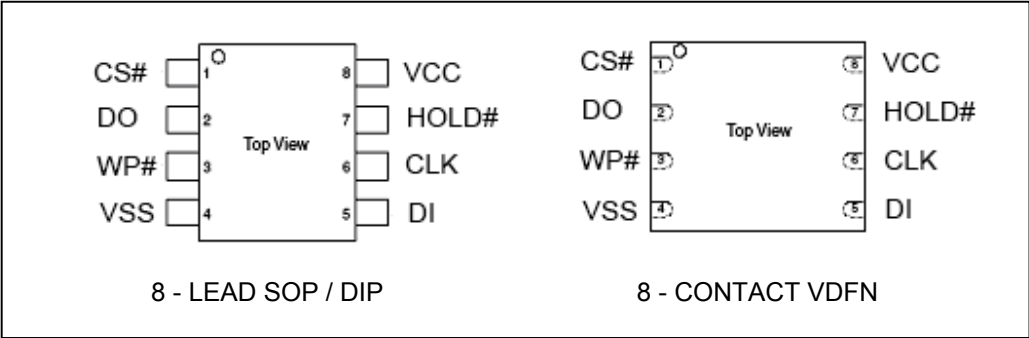 CS# 1 8 VCC
DO 2 7 HOLD#
Top View
WP# 3 6 CLK
VSS 4 5 DI
8 - LEAD SOP / DIP
CS# 1 8 VCC
DO 2 7 HOLD#
Top View
WP# 3 6 CLK
VSS 4 5 DI
8 - CONTACT VDFN